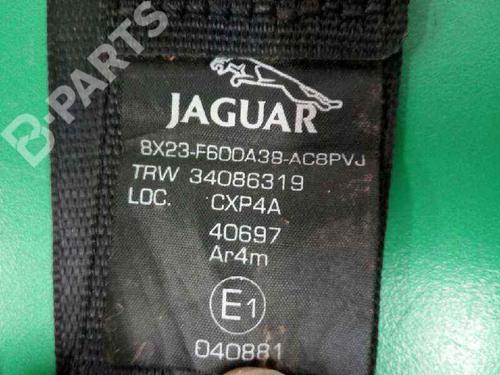 JAGUAR
8X23-F600A38-AC8PVJ
TRW 34086319
LOC. CXP4A
40697
Ar4m
E1
040881
B-PARTS